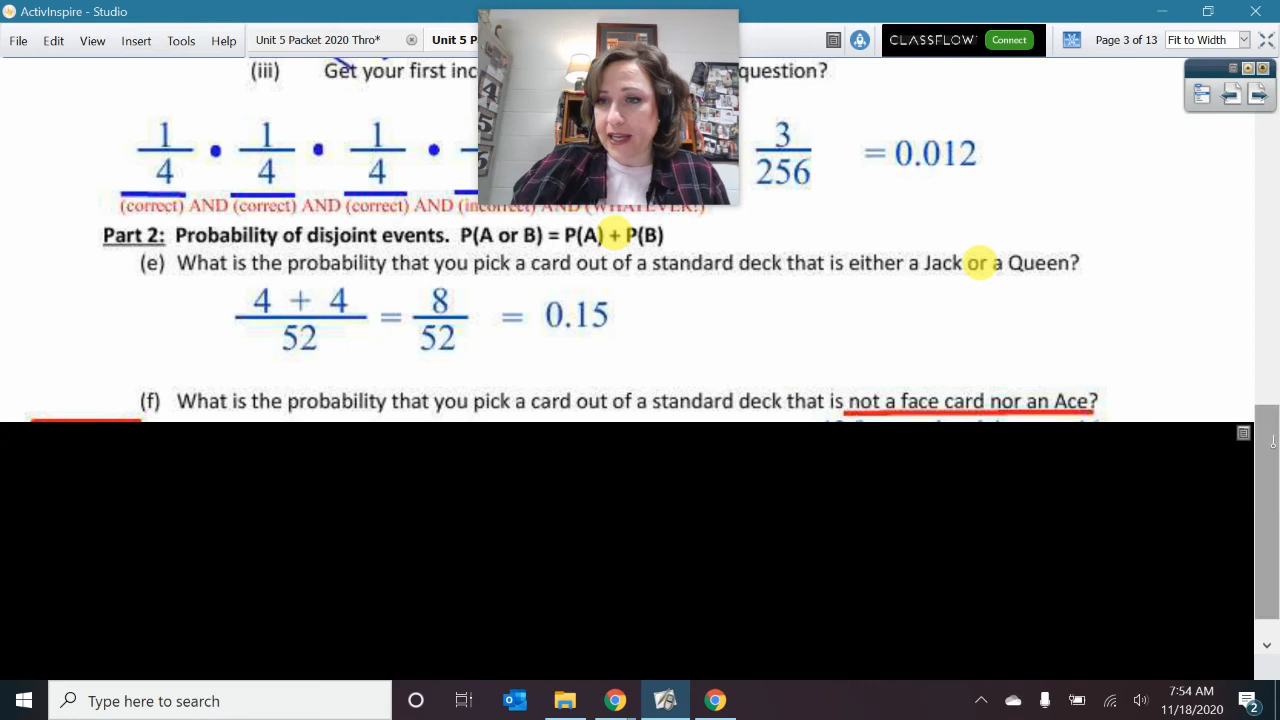 ActivInspire - Studio
File Edit View Insert Tools Help Unit 5 Packet 2020 Thro* Unit 5 P CLASSFLOW Connect Page 3 of 13 Fit to Width
(iii) Get your first inc question?
1/4 • 1/4 • 1/4 • 3/256 = 0.012
(correct) AND (correct) AND (correct) AND (incorrect) AND (WHATEVER!)
Part 2: Probability of disjoint events. P(A or B) = P(A) + P(B)
(e) What is the probability that you pick a card out of a standard deck that is either a Jack or a Queen?
4 + 4/52 = 8/52 = 0.15
(f) What is the probability that you pick a card out of a standard deck that is not a face card nor an Ace?
Type here to search
7:54 AM
11/18/2020
2